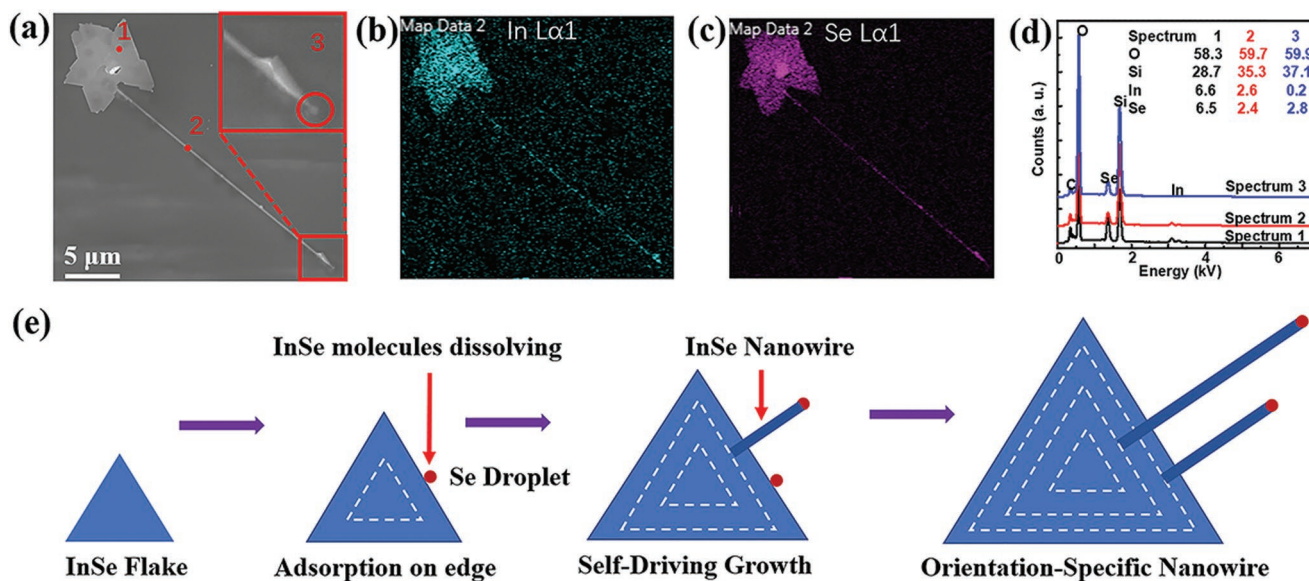 (a)
1
2
3
5 μm
(b)
Map Data 2
In Lα1
(c)
Map Data 2
Se Lα1
(d)
Counts (a. u.)
O
Spectrum 1 2 3
O 58.3 59.7 59.9
Si 28.7 35.3 37.1
In 6.6 2.6 0.2
Se 6.5 2.4 2.8
C
Se
Si
In
Spectrum 3
Spectrum 2
Spectrum 1
0 2 4 6
Energy (kV)
(e)
InSe molecules dissolving
InSe Nanowire
Se Droplet
InSe Flake
Adsorption on edge
Self-Driving Growth
Orientation-Specific Nanowire